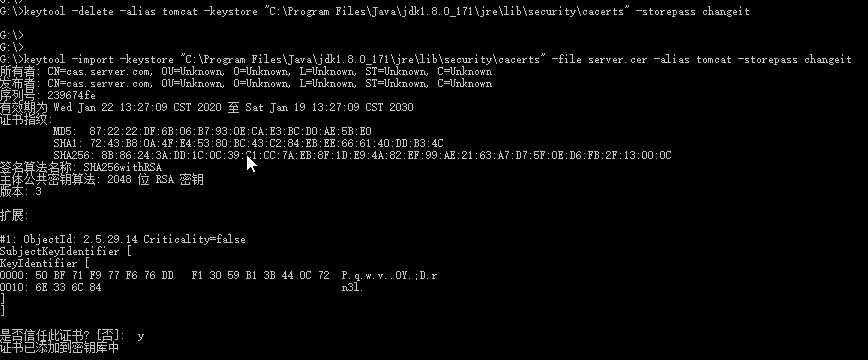 G:\>keytool -delete -alias tomcat -keystore "C:\Program Files\Java\jdk1.8.0_171\jre\lib\security\cacerts" -storepass changeit
G:\>
G:\>
G:\>keytool -import -keystore "C:\Program Files\Java\jdk1.8.0_171\jre\lib\security\cacerts" -file server.cer -alias tomcat -storepass changeit
所有者: CN=cas.server.com, OU=Unknown, O=Unknown, L=Unknown, ST=Unknown, C=Unknown
发布者: CN=cas.server.com, OU=Unknown, O=Unknown, L=Unknown, ST=Unknown, C=Unknown
序列号: 239674fe
有效期为 Wed Jan 22 13:27:09 CST 2020 至 Sat Jan 19 13:27:09 CST 2030
证书指纹:
MD5: 87:22:22:DF:6B:06:B7:93:0E:CA:E3:BC:D0:AE:5B:E0
SHA1: 72:43:B8:0A:4F:E4:53:80:BC:43:C2:84:EB:EE:66:61:40:DD:B3:4C
SHA256: 8B:86:24:3A:DD:1C:0C:39:C1:CC:7A:EB:8F:1D:E9:4A:82:EF:99:AE:21:63:A7:D7:5F:0E:D6:FB:2F:13:00:0C
签名算法名称: SHA256withRSA
主体公共密钥算法: 2048 位 RSA 密钥
版本: 3
扩展:
#1: ObjectId: 2.5.29.14 Criticality=false
SubjectKeyIdentifier [
KeyIdentifier [
0000: 50 BF 71 F9 77 F6 76 DD F1 30 59 B1 3B 44 0C 72 P.q.w.v..0Y.;D.r
0010: 6E 33 6C 84 n3l.
]
]
是否信任此证书? [否]: y
证书已添加到密钥库中